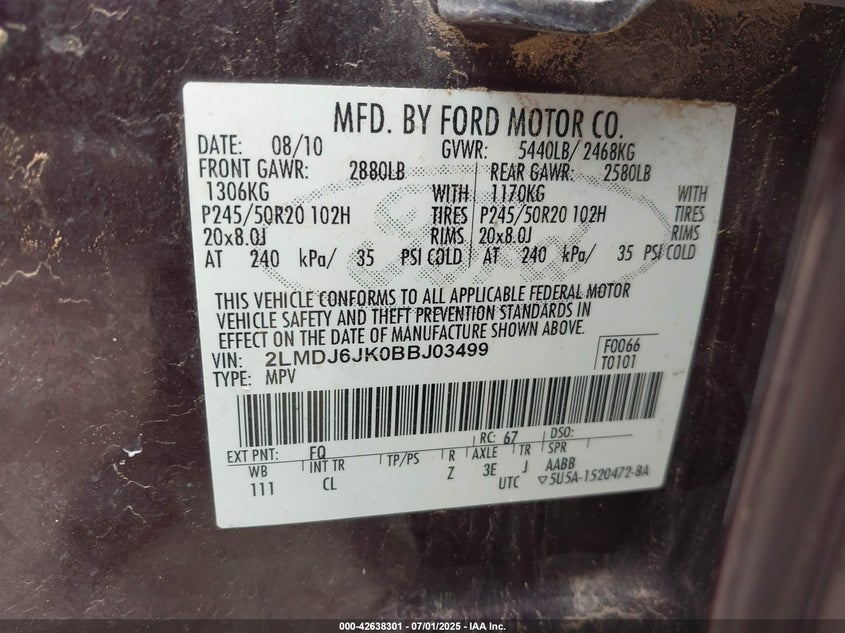 MFD. BY FORD MOTOR CO.
DATE: 08/10 GVWR: 5440LB/ 2468KG
FRONT GAWR: 2880LB REAR GAWR: 2580LB
1306KG WITH 1170KG WITH
P245/50R20 102H TIRES P245/50R20 102H TIRES
20x8.0J RIMS 20x8.0J RIMS
AT 240 kPa/ 35 PSI COLD AT 240 kPa/ 35 PSI COLD
THIS VEHICLE CONFORMS TO ALL APPLICABLE FEDERAL MOTOR
VEHICLE SAFETY AND THEFT PREVENTION STANDARDS IN
EFFECT ON THE DATE OF MANUFACTURE SHOWN ABOVE.
VIN: 2LMDJ6JK0BBJ03499 F0066
TYPE: MPV T0101
RC: 67 DSO:
EXT PNT: FQ
WB INT TR TP/PS R AXLE TR SPR
111 CL Z 3E J AABB
UTC ▽5U5A-1520472-BA
000-42638301 - 07/01/2025 - IAA Inc.